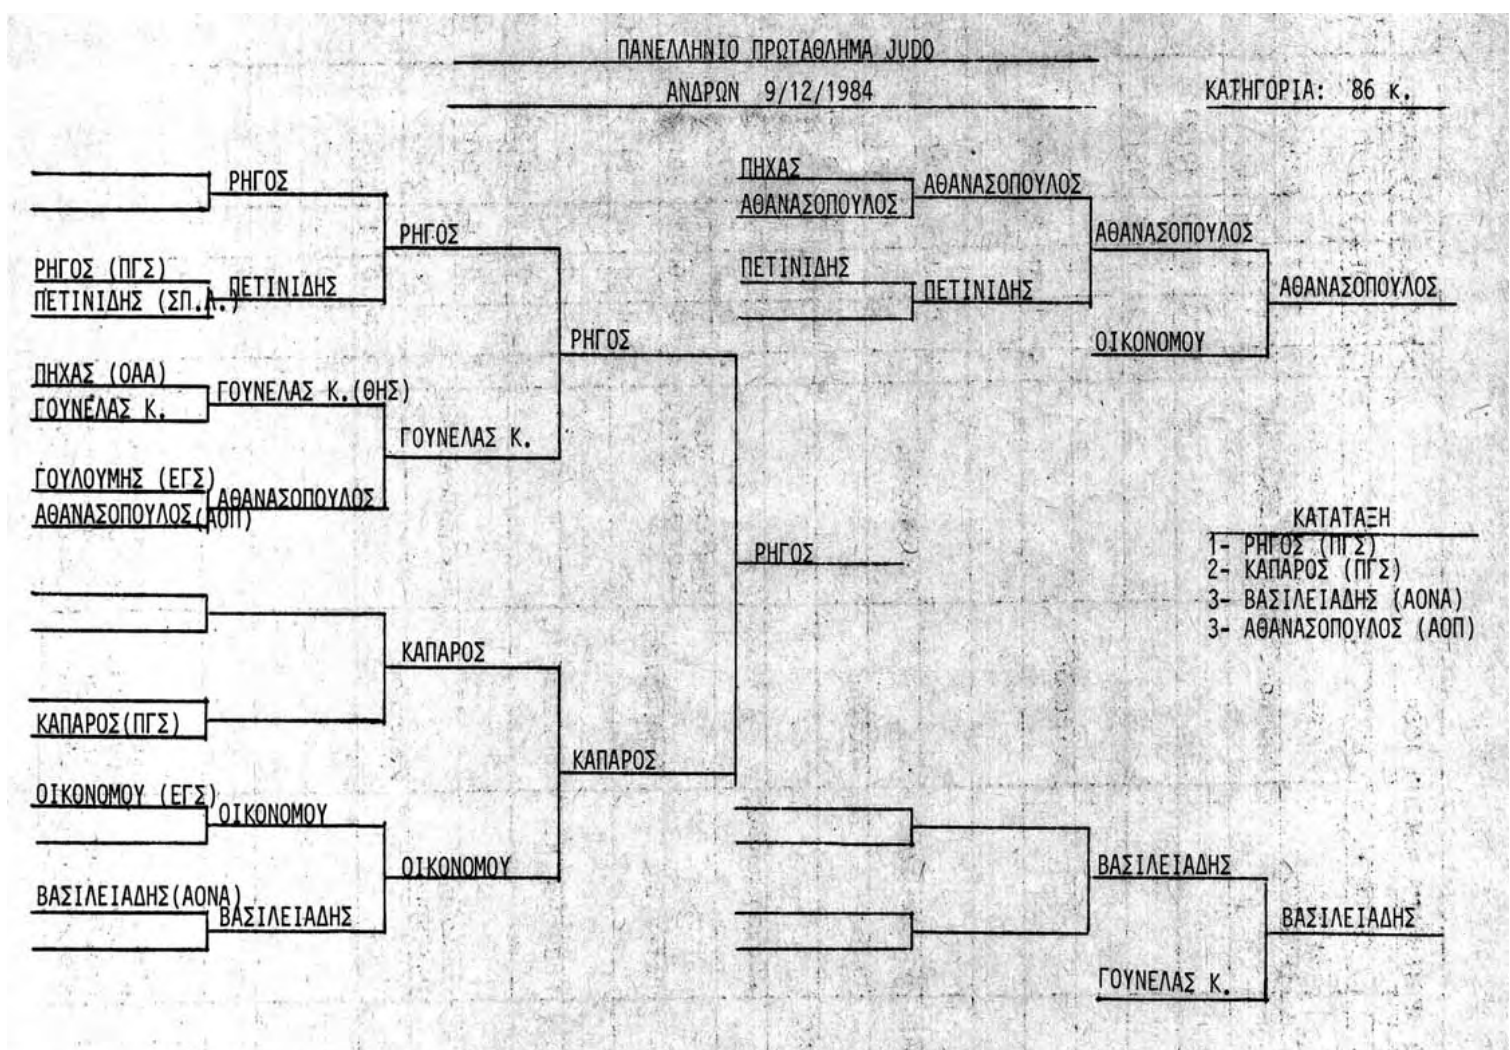 ΠΑΝΕΛΛΗΝΙΟ ΠΡΩΤΑΘΛΗΜΑ JUDO
ΑΝΔΡΩΝ 9/12/1984
ΚΑΤΗΓΟΡΙΑ: 86 κ.
ΡΗΓΟΣ
ΡΗΓΟΣ (ΠΓΣ)
ΠΕΤΙΝΙΔΗΣ (ΣΠ.Α.)
ΠΕΤΙΝΙΔΗΣ
ΡΗΓΟΣ
ΠΗΧΑΣ (ΟΑΑ)
ΓΟΥΝΕΛΑΣ Κ.
ΓΟΥΝΕΛΑΣ Κ.(ΘΗΣ)
ΓΟΥΛΟΥΜΗΣ (ΕΓΣ)
ΑΘΑΝΑΣΟΠΟΥΛΟΣ(ΑΟΠ)
ΑΘΑΝΑΣΟΠΟΥΛΟΣ
ΓΟΥΝΕΛΑΣ Κ.
ΡΗΓΟΣ
ΚΑΠΑΡΟΣ(ΠΓΣ)
ΚΑΠΑΡΟΣ
ΟΙΚΟΝΟΜΟΥ (ΕΓΣ)
ΟΙΚΟΝΟΜΟΥ
ΒΑΣΙΛΕΙΑΔΗΣ(ΑΟΝΑ)
ΒΑΣΙΛΕΙΑΔΗΣ
ΟΙΚΟΝΟΜΟΥ
ΚΑΠΑΡΟΣ
ΡΗΓΟΣ
ΠΗΧΑΣ
ΑΘΑΝΑΣΟΠΟΥΛΟΣ
ΑΘΑΝΑΣΟΠΟΥΛΟΣ
ΠΕΤΙΝΙΔΗΣ
ΠΕΤΙΝΙΔΗΣ
ΑΘΑΝΑΣΟΠΟΥΛΟΣ
ΟΙΚΟΝΟΜΟΥ
ΑΘΑΝΑΣΟΠΟΥΛΟΣ
ΚΑΤΑΤΑΞΗ
1- ΡΗΓΟΣ (ΠΓΣ)
2- ΚΑΠΑΡΟΣ (ΠΓΣ)
3- ΒΑΣΙΛΕΙΑΔΗΣ (ΑΟΝΑ)
3- ΑΘΑΝΑΣΟΠΟΥΛΟΣ (ΑΟΠ)
ΒΑΣΙΛΕΙΑΔΗΣ
ΓΟΥΝΕΛΑΣ Κ.
ΒΑΣΙΛΕΙΑΔΗΣ